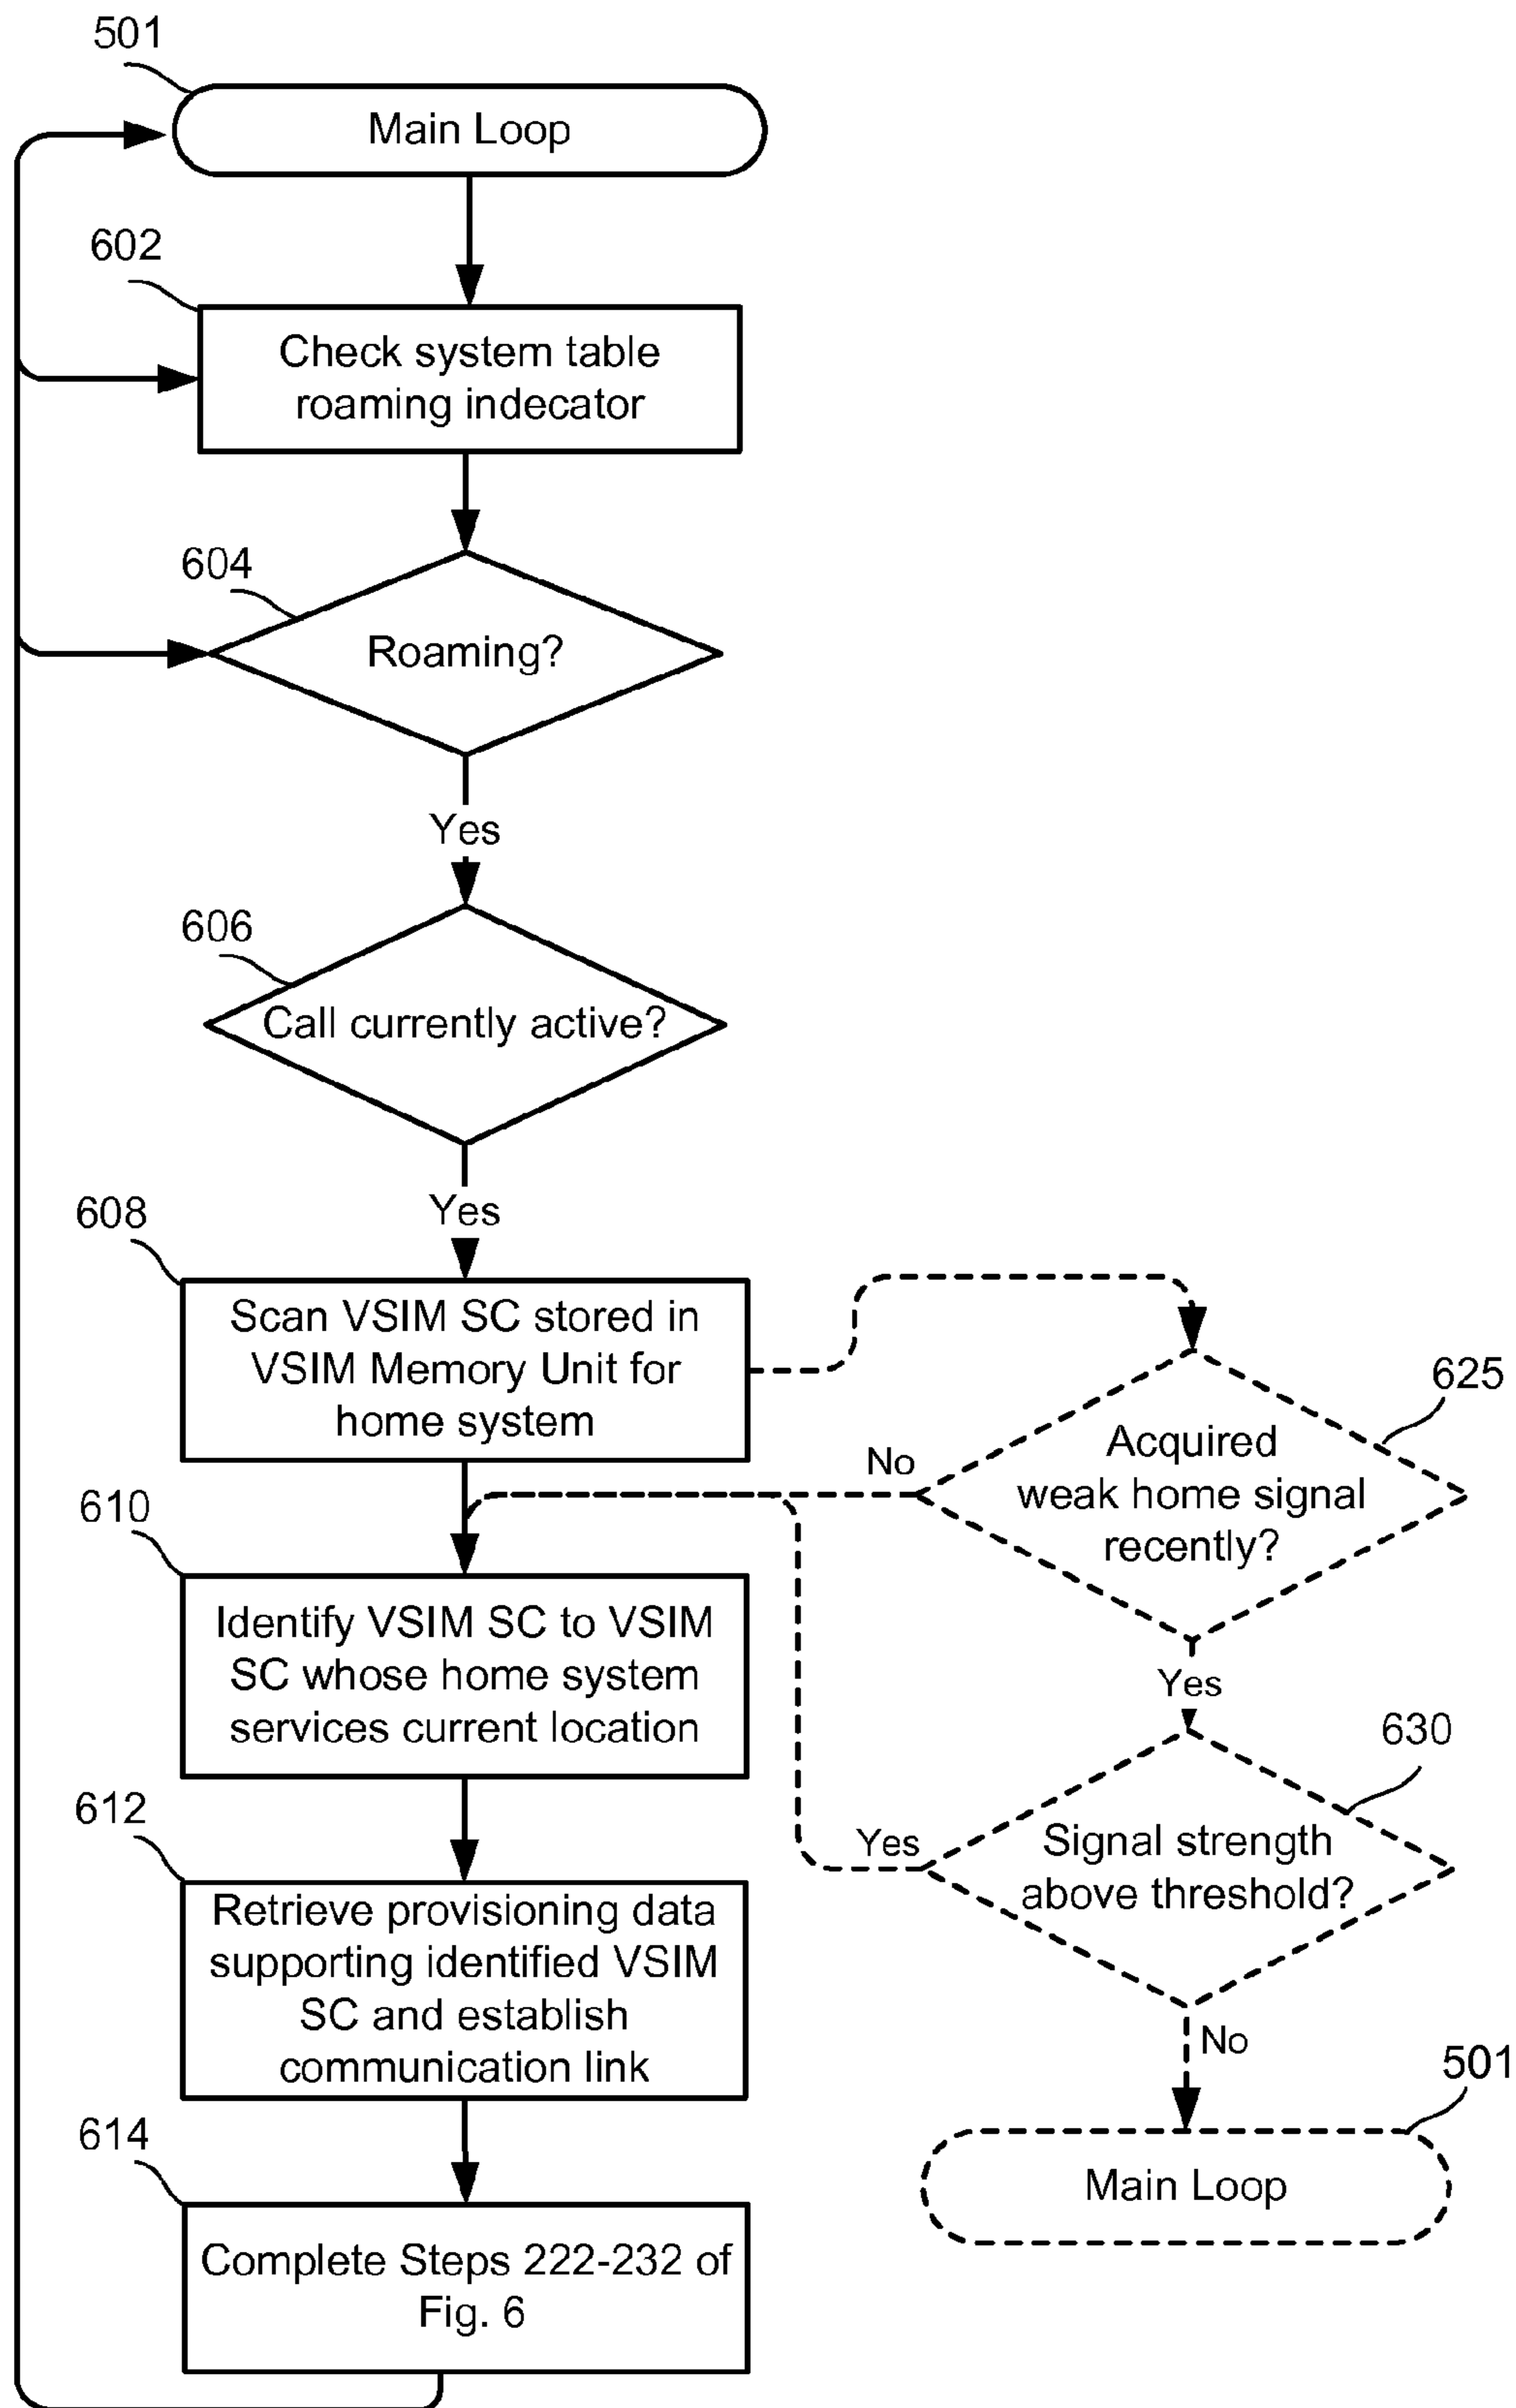 501
Main Loop
602
Check system table
roaming indecator
604
Roaming?
Yes
606
Call currently active?
Yes
608
Scan VSIM SC stored in
VSIM Memory Unit for
home system
625
Acquired
weak home signal
recently?
No
610
Identify VSIM SC to VSIM
SC whose home system
services current location
Yes
630
Signal strength
above threshold?
Yes
612
Retrieve provisioning data
supporting identified VSIM
SC and establish
communication link
No
501
Main Loop
614
Complete Steps 222-232 of
Fig. 6